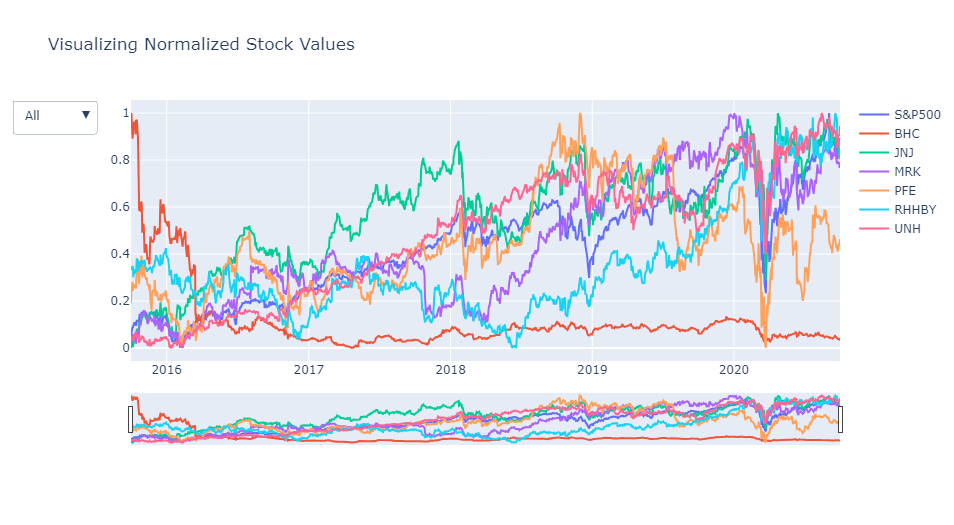 Visualizing Normalized Stock Values
All ▼
1
0.8
0.6
0.4
0.2
0
2016 2017 2018 2019 2020
S&P500
BHC
JNJ
MRK
PFE
RHHBY
UNH